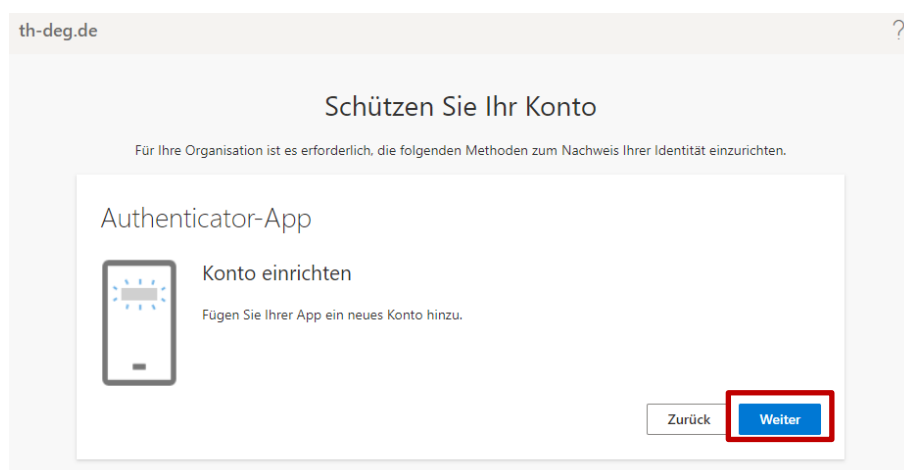 th-deg.de
?
Schützen Sie Ihr Konto
Für Ihre Organisation ist es erforderlich, die folgenden Methoden zum Nachweis Ihrer Identität einzurichten.
Authenticator-App
Konto einrichten
Fügen Sie Ihrer App ein neues Konto hinzu.
Zurück Weiter